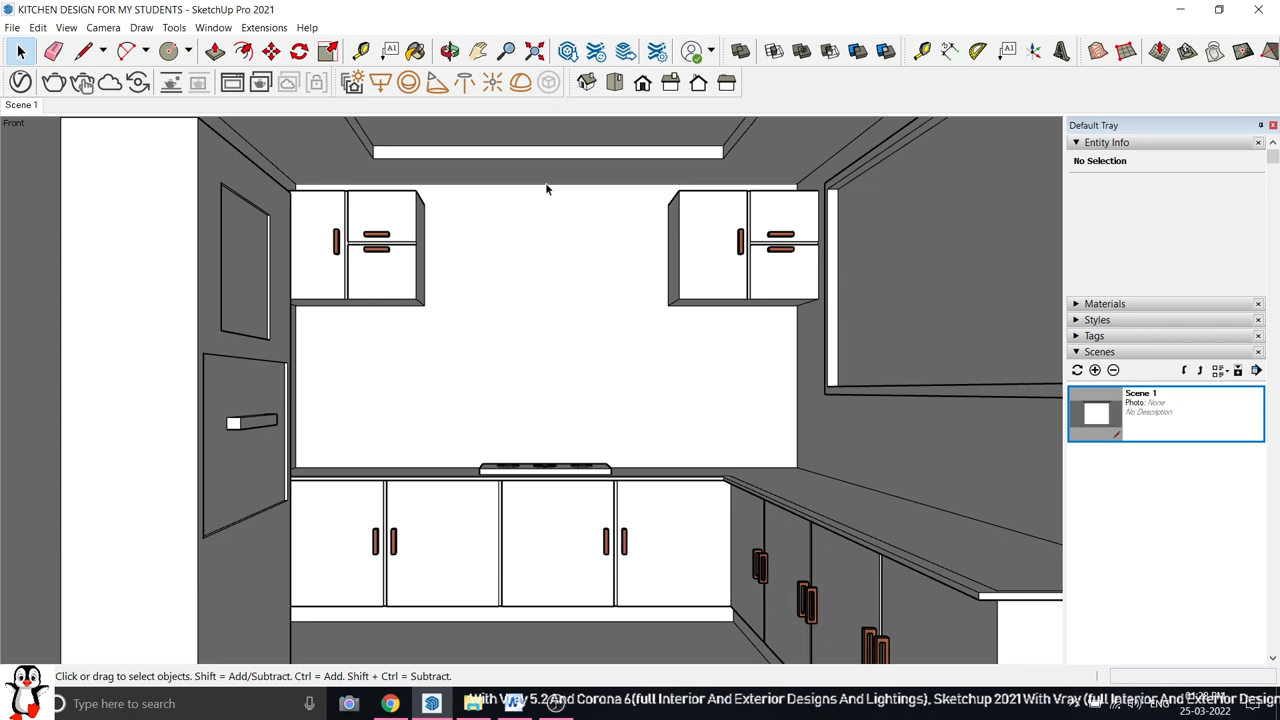 KITCHEN DESIGN FOR MY STUDENTS - SketchUp Pro 2021
File Edit View Camera Draw Tools Window Extensions Help
Scene 1
Front
Default Tray
Entity Info
No Selection
Materials
Styles
Tags
Scenes
Scene 1
Photo: None
No Description
Click or drag to select objects. Shift = Add/Subtract. Ctrl = Add. Shift + Ctrl = Subtract.
Type here to search
With Vray 5.2 And Corona 6(full Interior And Exterior Designs And Lightings), Sketchup 2021 With Vray (full Interior And Exterior Desig
ENG
25-03-2022